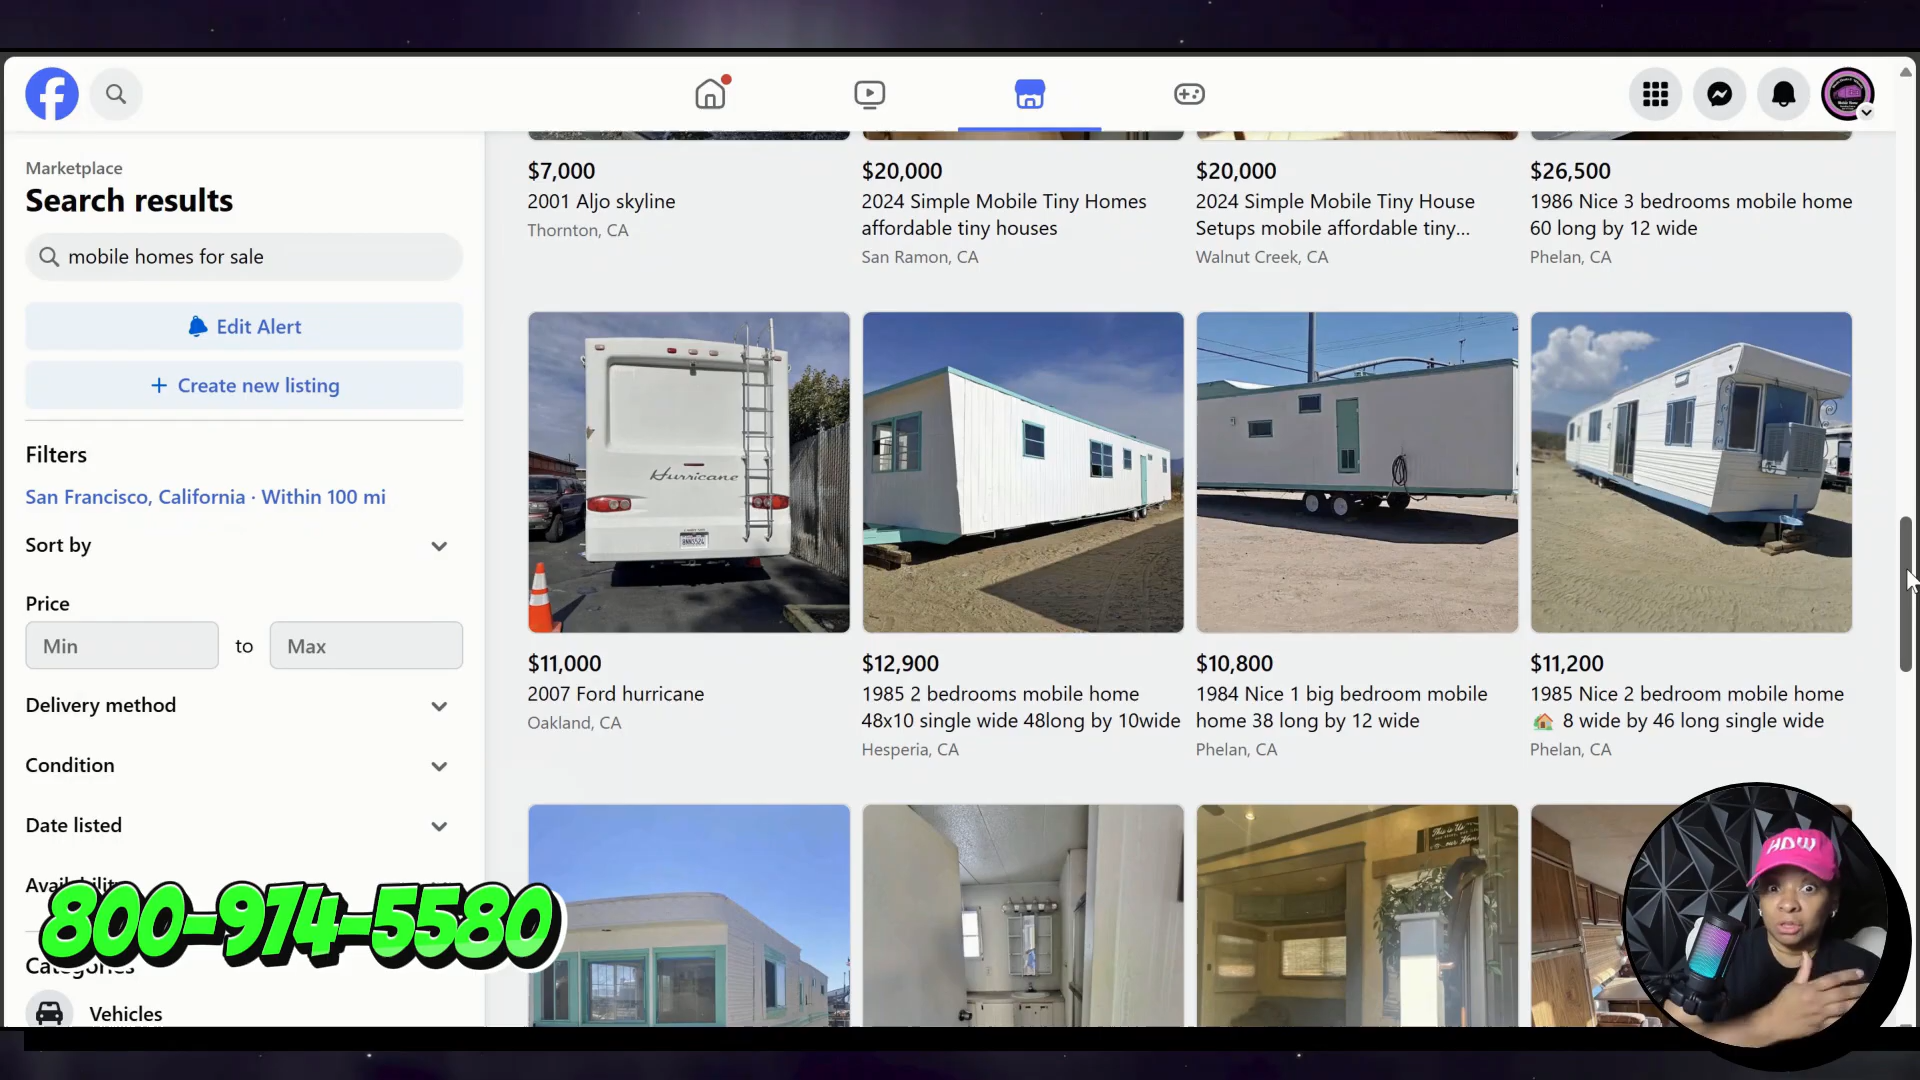 Marketplace
Search results
mobile homes for sale
Edit Alert
+ Create new listing
Filters
San Francisco, California · Within 100 mi
Sort by
Price
Min
to
Max
Delivery method
Condition
Date listed
Availability
Categories
Vehicles
800-974-5580
$7,000
2001 Aljo skyline
Thornton, CA
$20,000
2024 Simple Mobile Tiny Homes
affordable tiny houses
San Ramon, CA
$20,000
2024 Simple Mobile Tiny House
Setups mobile affordable tiny...
Walnut Creek, CA
$26,500
1986 Nice 3 bedrooms mobile home
60 long by 12 wide
Phelan, CA
Hurricane
$11,000
2007 Ford hurricane
Oakland, CA
$12,900
1985 2 bedrooms mobile home
48x10 single wide 48long by 10wide
Hesperia, CA
$10,800
1984 Nice 1 big bedroom mobile
home 38 long by 12 wide
Phelan, CA
$11,200
1985 Nice 2 bedroom mobile home
🏠 8 wide by 46 long single wide
Phelan, CA
This is Us
HDW